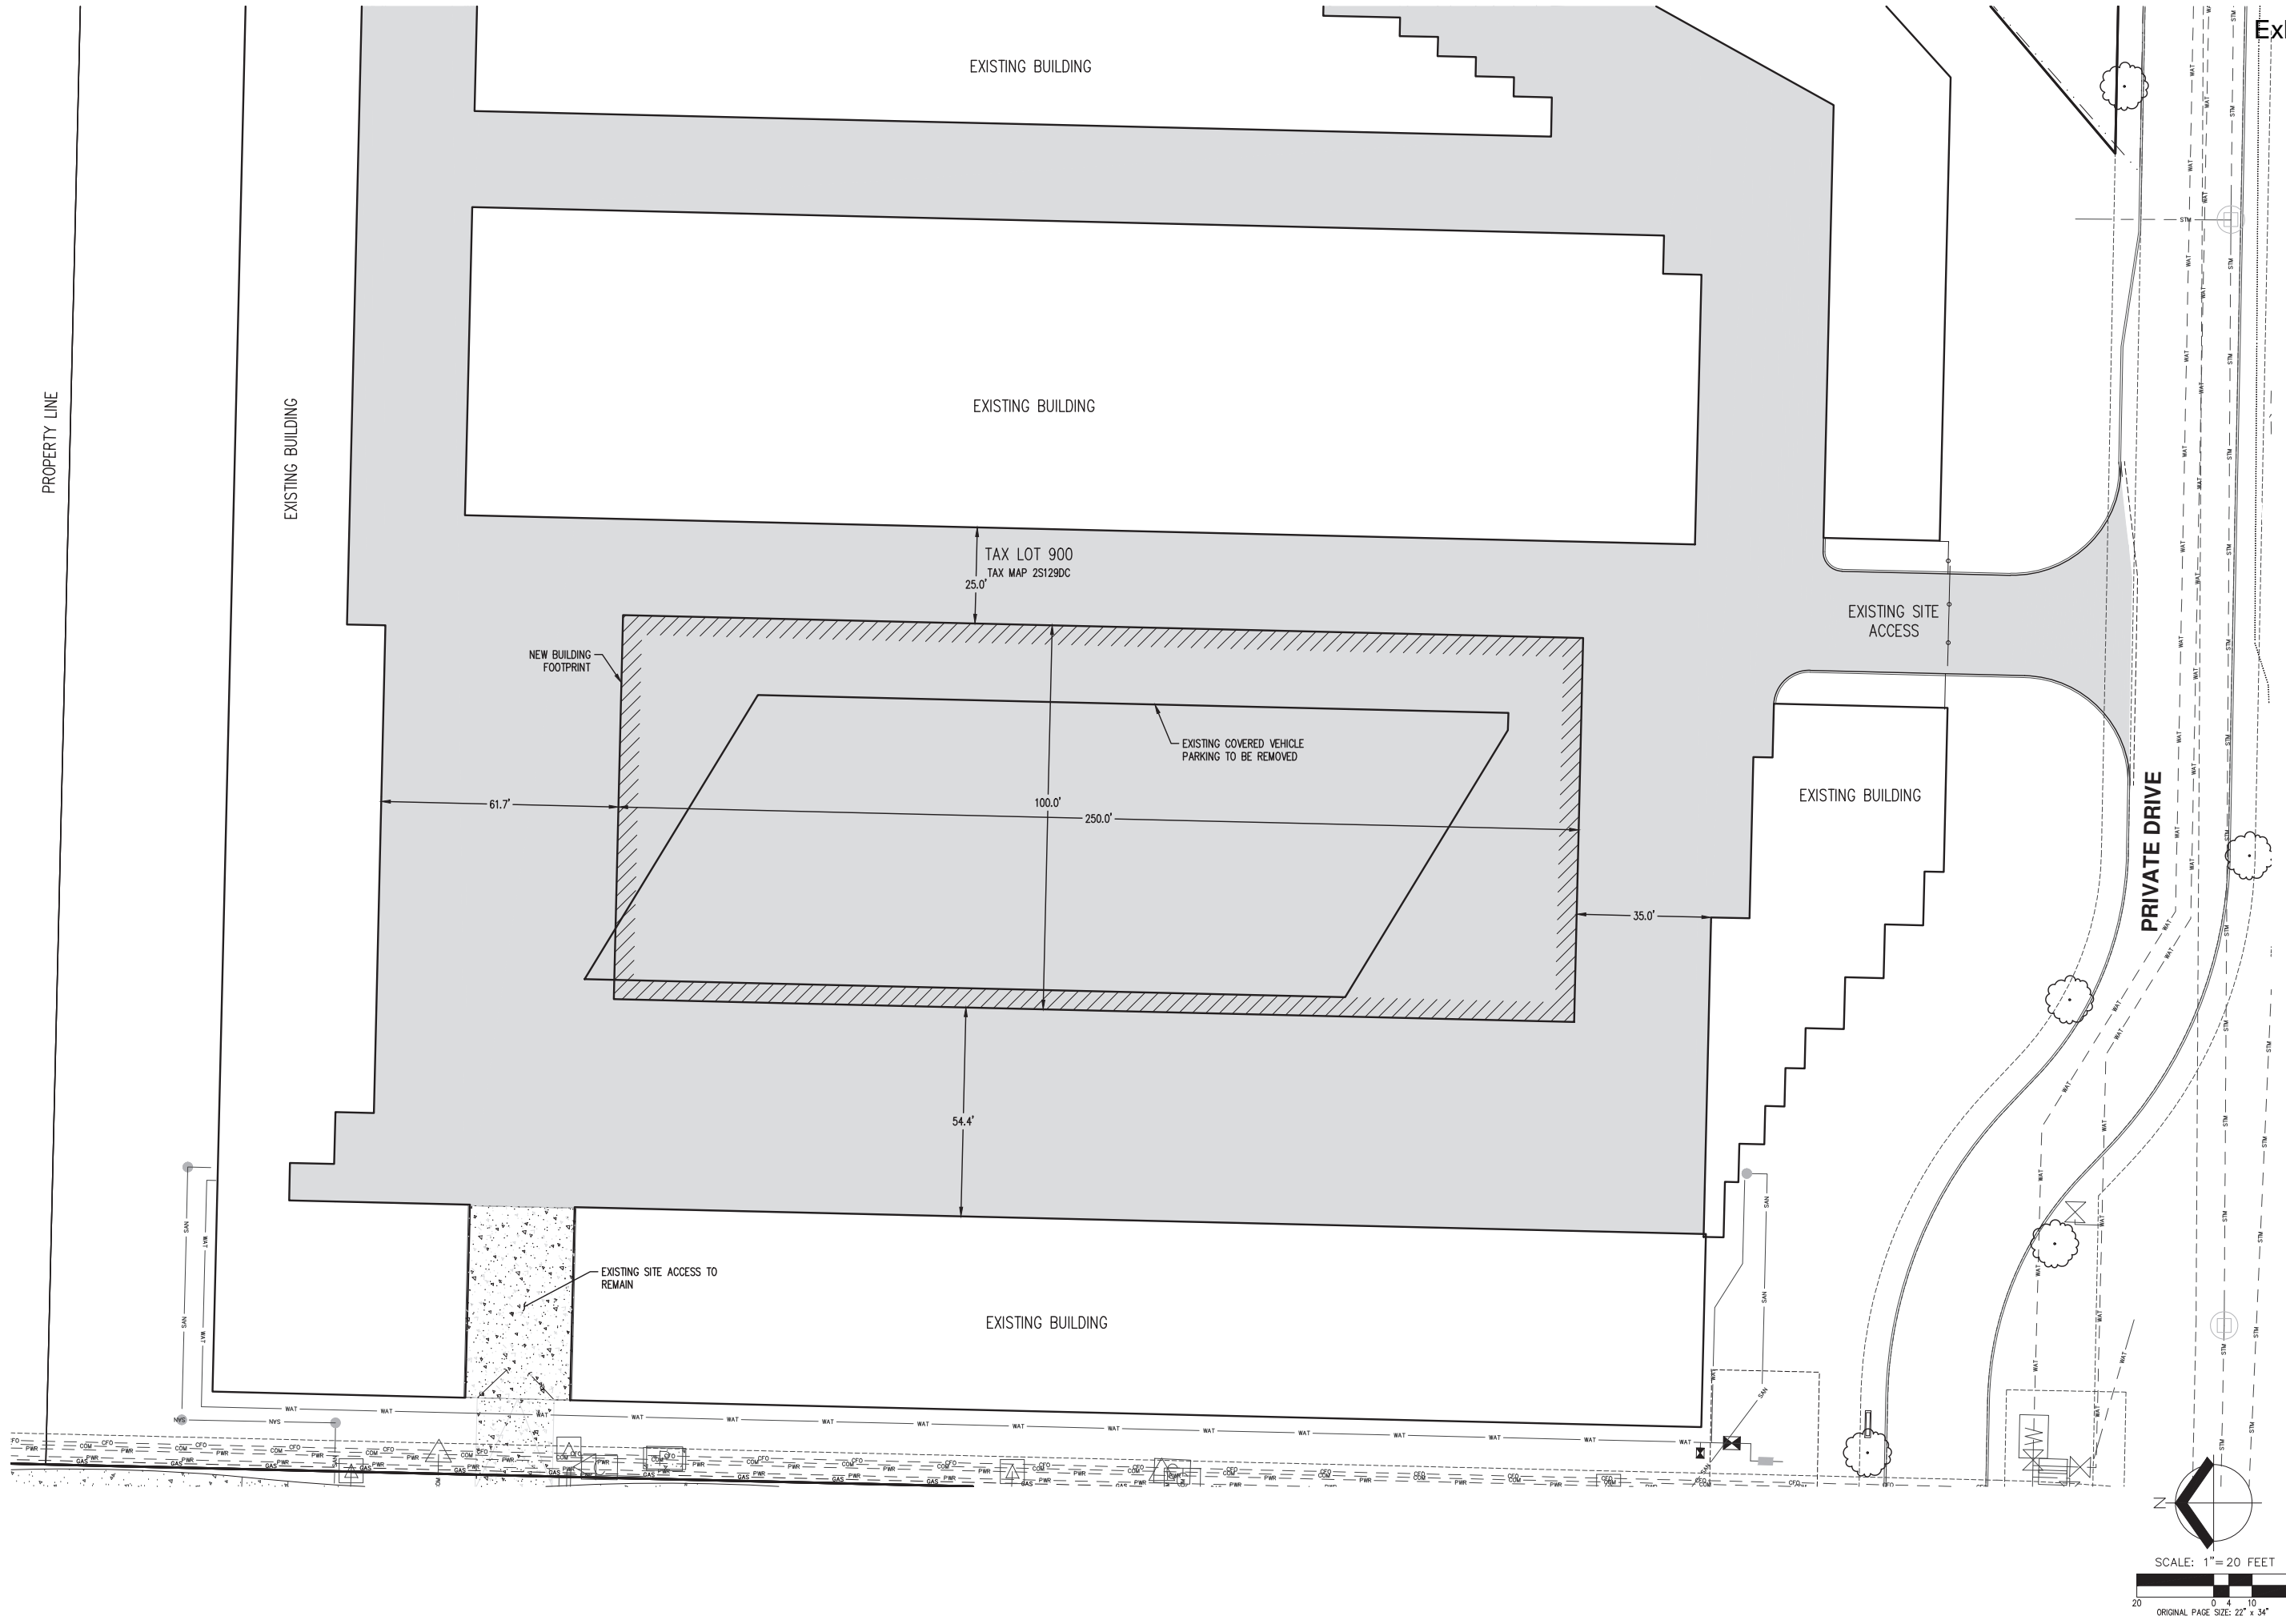 Exl
EXISTING BUILDING
PROPERTY LINE
EXISTING BUILDING
EXISTING BUILDING
TAX LOT 900
TAX MAP 2S129DC
25.0'
EXISTING SITE
ACCESS
NEW BUILDING
FOOTPRINT
EXISTING COVERED VEHICLE
PARKING TO BE REMOVED
61.7'
100.0'
250.0'
EXISTING BUILDING
PRIVATE DRIVE
35.0'
54.4'
EXISTING SITE ACCESS TO
REMAIN
EXISTING BUILDING
SAN
WAT
SAN
WAT
STM
COM
CFO
PWR
GAS
N
SCALE: 1"=20 FEET
20 0 4 10
ORIGINAL PAGE SIZE: 22" x 34"